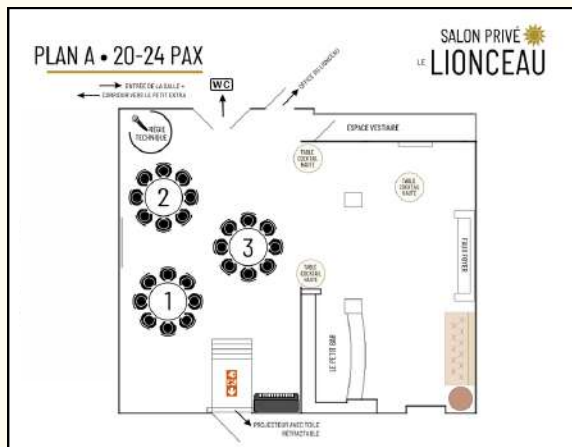 PLAN A • 20-24 PAX
SALON PRIVÉ
LE LIONCEAU
ENTRÉE DE LA SALLE +
CORRIDOR VERS LE PETIT EXTRA
WC
OFFICE DU LIONCEAU
RÉGIE
TECHNIQUE
ESPACE VESTIAIRE
TABLE
COCKTAIL
HAUTE
TABLE
COCKTAIL
HAUTE
2
3
FAUX FOYER
TABLE
COCKTAIL
HAUTE
1
LE PETIT BAR
PROJECTEUR AVEC TOILE
RÉTRACTABLE